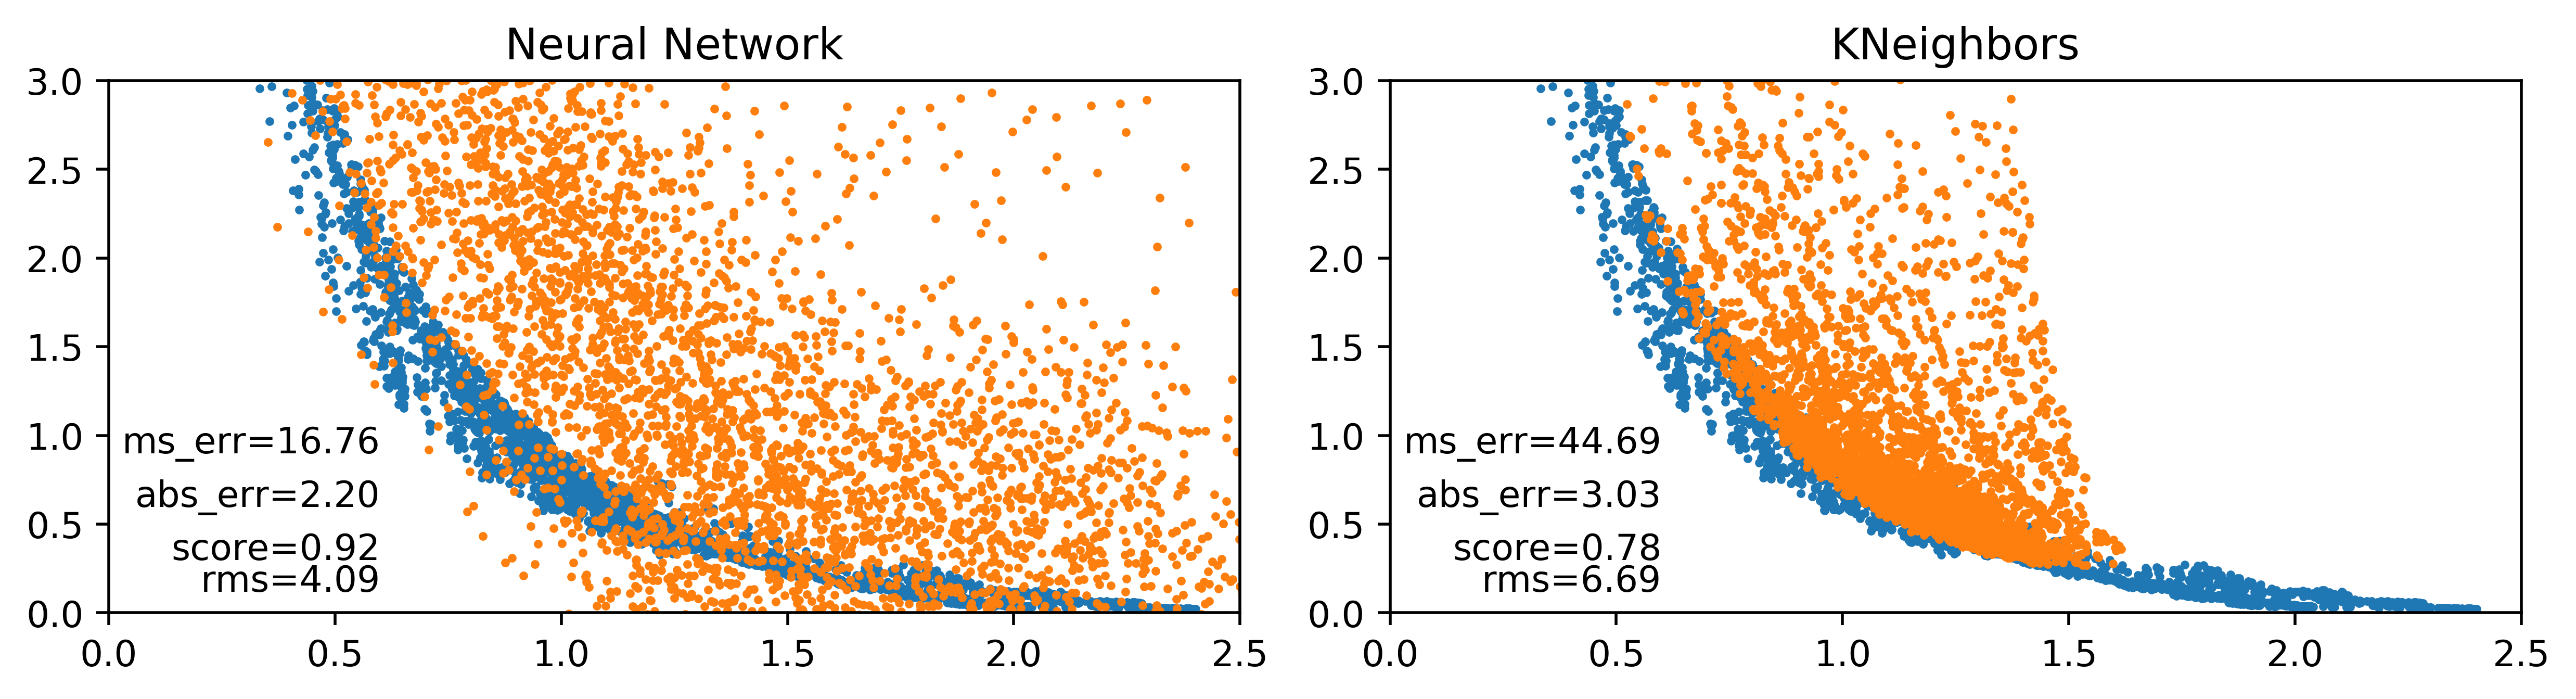 Neural Network
3.0
2.5
2.0
1.5
1.0
0.5
0.0
ms_err=16.76
abs_err=2.20
score=0.92
rms=4.09
0.0 0.5 1.0 1.5 2.0 2.5
KNeighbors
3.0
2.5
2.0
1.5
1.0
0.5
0.0
ms_err=44.69
abs_err=3.03
score=0.78
rms=6.69
0.0 0.5 1.0 1.5 2.0 2.5